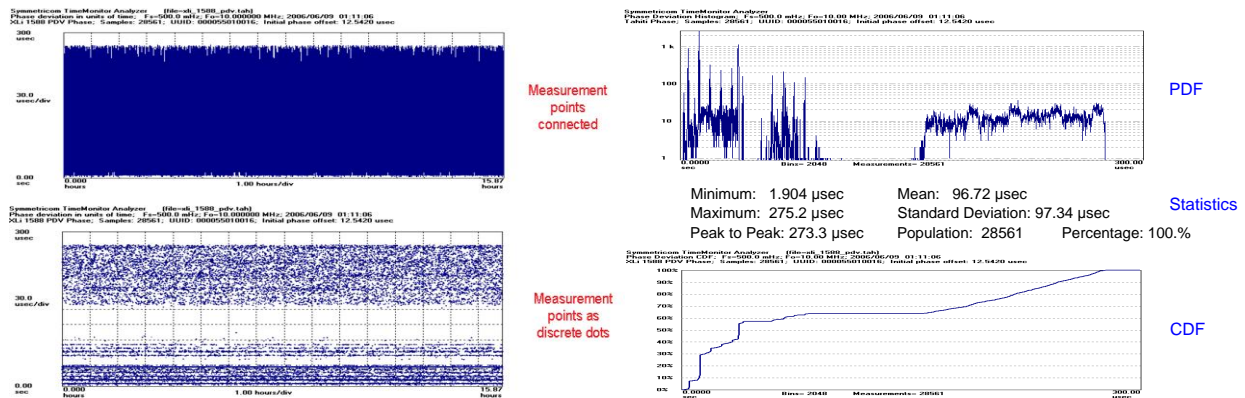 Symmetricom TimeMonitor Analyzer (file=xli_1588_pdv.tah)
Phase deviation in units of time; Fs=500.0 mHz; Fo=10.000000 MHz; 2006/06/09 01:11:06
XLi 1588 PDV Phase; Samples: 28561; UUID: 000055010016; Initial phase offset: 12.5420 usec
300
usec
30.0
usec/div
0.00
sec
0.000
hours
1.00 hours/div
15.87
hours
Measurement
points
connected
Symmetricom TimeMonitor Analyzer (file=xli_1588_pdv.tah)
Phase deviation in units of time; Fs=500.0 mHz; Fo=10.000000 MHz; 2006/06/09 01:11:06
XLi 1588 PDV Phase; Samples: 28561; UUID: 000055010016; Initial phase offset: 12.5420 usec
300
usec
30.0
usec/div
0.00
sec
0.000
hours
1.00 hours/div
15.87
hours
Measurement
points as
discrete dots
Symmetricom TimeMonitor Analyzer
Phase Deviation Histogram; Fs=500.0 mHz; Fo=10.00 MHz; 2006/06/09 01:11:06
Tahiti Phase; Samples: 28561; UUID: 000055010016; Initial phase offset: 12.5420 usec
1 k
100
10
1
0.0000
sec
Bins= 2048 Measurements= 28561
300.00
usec
PDF
Minimum: 1.904 µsec Mean: 96.72 µsec
Maximum: 275.2 µsec Standard Deviation: 97.34 µsec
Peak to Peak: 273.3 µsec Population: 28561 Percentage: 100.%
Statistics
Symmetricom TimeMonitor Analyzer (file=xli_1588_pdv.tah)
Phase Deviation CDF; Fs=500.0 mHz; Fo=10.00 MHz; 2006/06/09 01:11:06
XLi 1588 PDV Phase; Samples: 28561; UUID: 000055010016; Initial phase offset: 12.5420 usec
100%
90%
80%
70%
60%
50%
40%
30%
20%
10%
0%
0.0000
sec
Bins= 2048 Measurements= 28561
300.00
usec
CDF